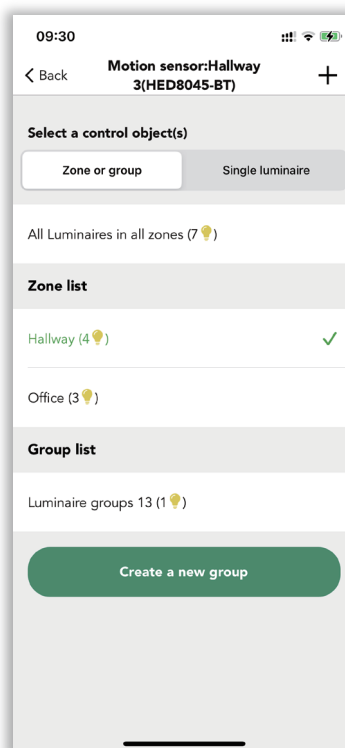 09:30
Back
Motion sensor:Hallway
3(HED8045-BT)
Select a control object(s)
Zone or group
Single luminaire
All Luminaires in all zones (7💡)
Zone list
Hallway (4💡)
Office (3💡)
Group list
Luminaire groups 13 (1💡)
Create a new group